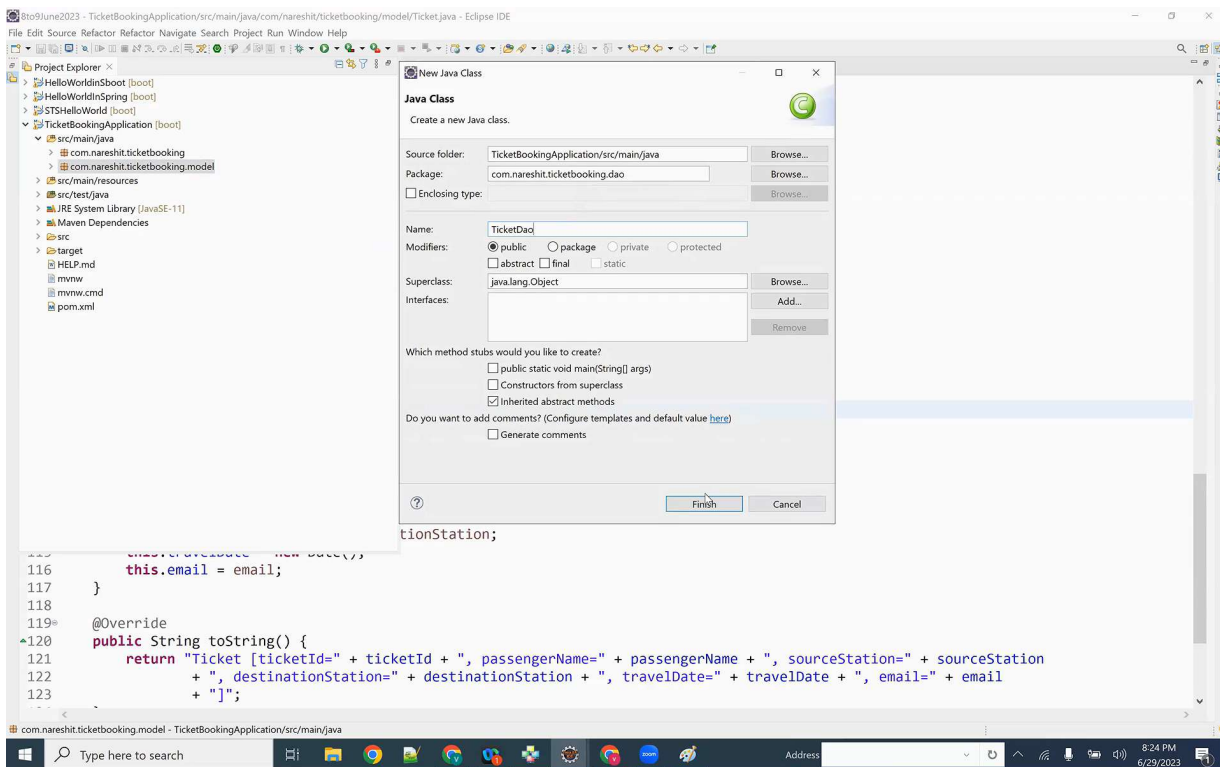 8to9June2023 - TicketBookingApplication/src/main/java/com/nareshit/ticketbooking/model/Ticket.java - Eclipse IDE
File Edit Source Refactor Refactor Navigate Search Project Run Window Help
Project Explorer
HelloWorldInSboot [boot]
HelloWorldInSpring [boot]
STSHelloWorld [boot]
TicketBookingApplication [boot]
src/main/java
com.nareshit.ticketbooking
com.nareshit.ticketbooking.model
src/main/resources
src/test/java
JRE System Library [JavaSE-11]
Maven Dependencies
src
target
HELP.md
mvnw
mvnw.cmd
pom.xml
New Java Class
Java Class
Create a new Java class.
Source folder: TicketBookingApplication/src/main/java Browse...
Package: com.nareshit.ticketbooking.dao Browse...
Enclosing type: Browse...
Name: TicketDao
Modifiers: public package private protected
abstract final static
Superclass: java.lang.Object Browse...
Interfaces: Add...
Remove
Which method stubs would you like to create?
public static void main(String[] args)
Constructors from superclass
Inherited abstract methods
Do you want to add comments? (Configure templates and default value here)
Generate comments
Finish Cancel
tionStation;
115 this.travelDate = new Date();
116 this.email = email;
117 }
118
119 @Override
120 public String toString() {
121 return "Ticket [ticketId=" + ticketId + ", passengerName=" + passengerName + ", sourceStation=" + sourceStation
122 + ", destinationStation=" + destinationStation + ", travelDate=" + travelDate + ", email=" + email
123 + "]";
com.nareshit.ticketbooking.model - TicketBookingApplication/src/main/java
Type here to search
Address
8:24 PM
6/29/2023